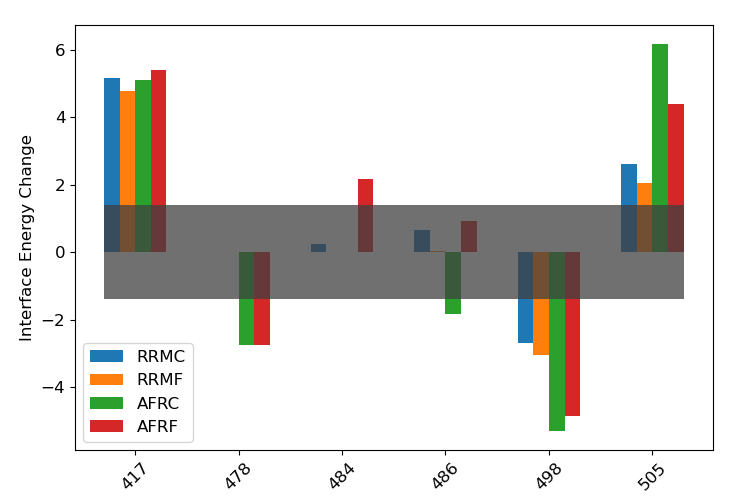 Interface Energy Change
6
4
2
0
−2
−4
RRMC
RRMF
AFRC
AFRF
417 478 484 486 498 505